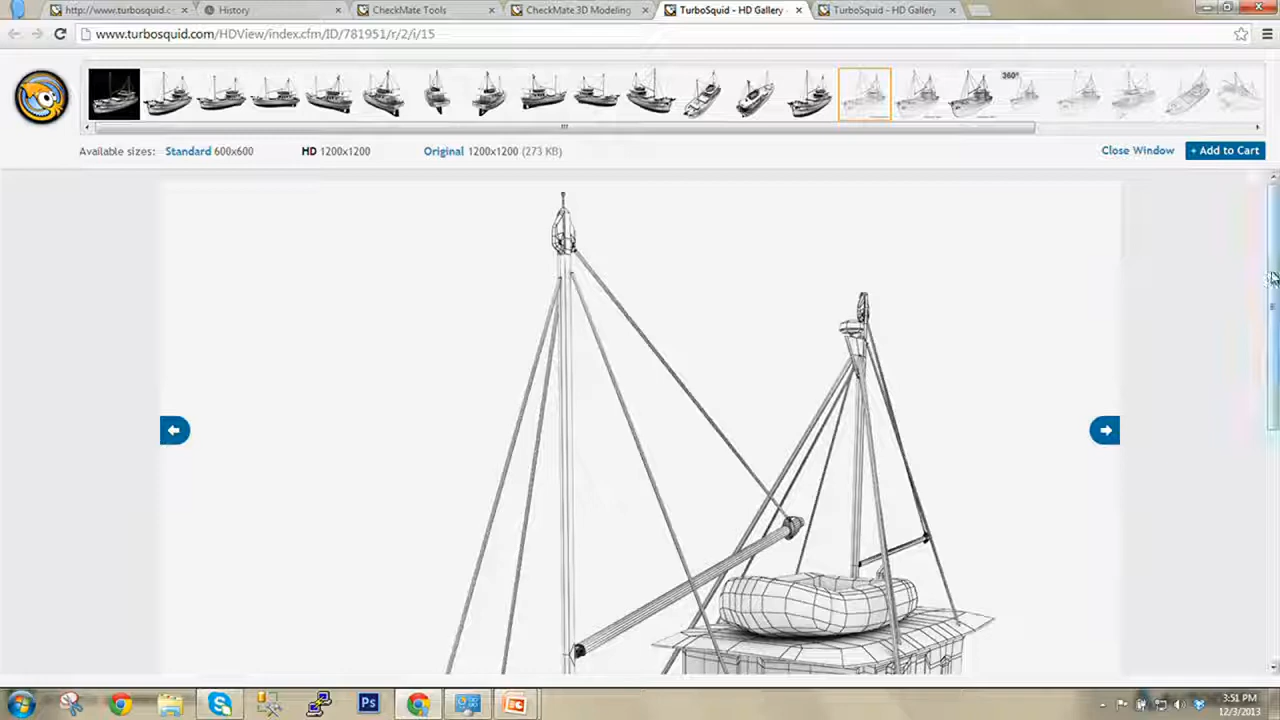 http://www.turbosquid.c
History
CheckMate Tools
CheckMate 3D Modeling
TurboSquid - HD Gallery
TurboSquid - HD Gallery
www.turbosquid.com/HDView/index.cfm/ID/781951/r/2/i/15
360°
Available sizes: Standard 600x600 HD 1200x1200 Original 1200x1200 (273 KB)
Close Window + Add to Cart
Ps
3:51 PM
12/3/2013